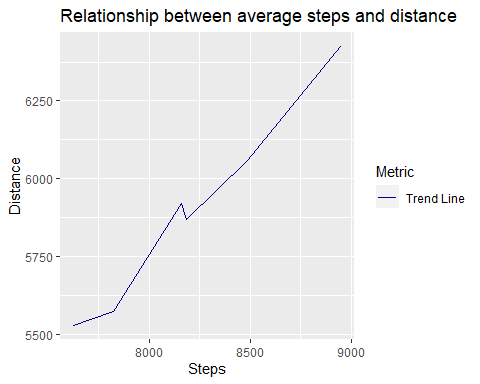 Relationship between average steps and distance
6250
6000
5750
5500
Distance
8000 8500 9000
Steps
Metric
Trend Line